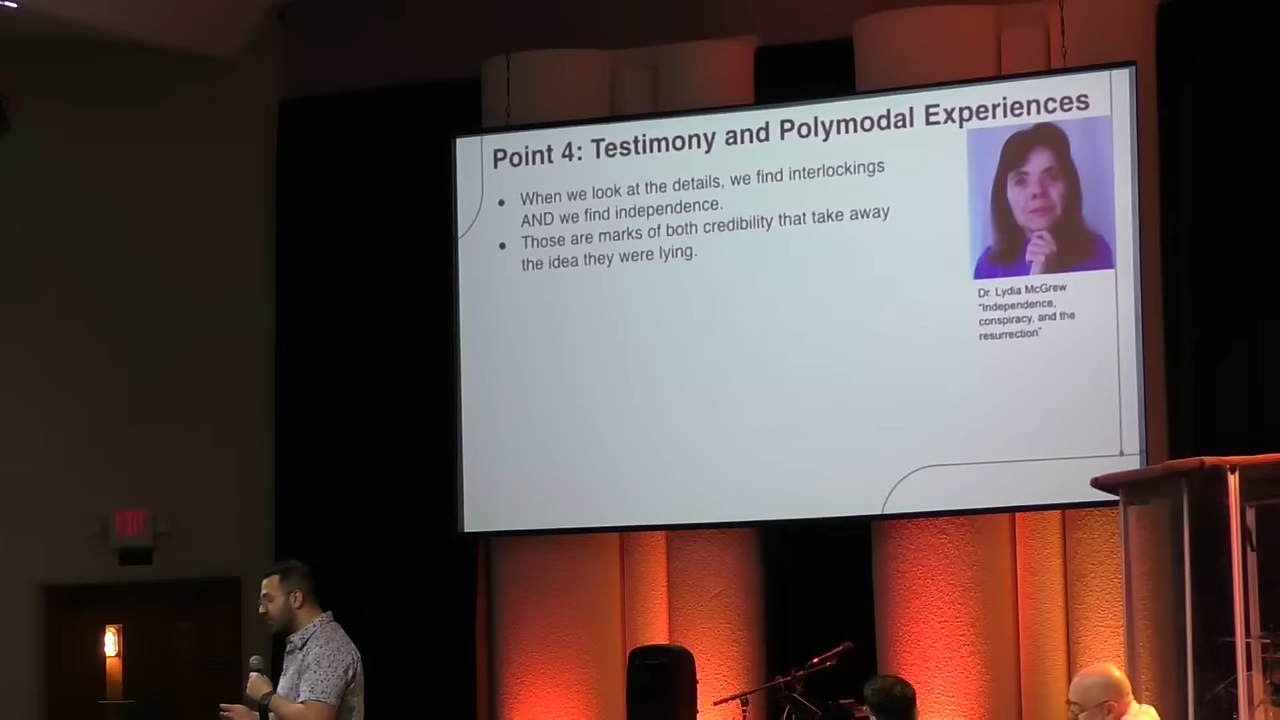 Point 4: Testimony and Polymodal Experiences
● When we look at the details, we find interlockings
AND we find independence.
● Those are marks of both credibility that take away
the idea they were lying.
Dr. Lydia McGrew
"Independence,
conspiracy, and the
resurrection"
EXIT